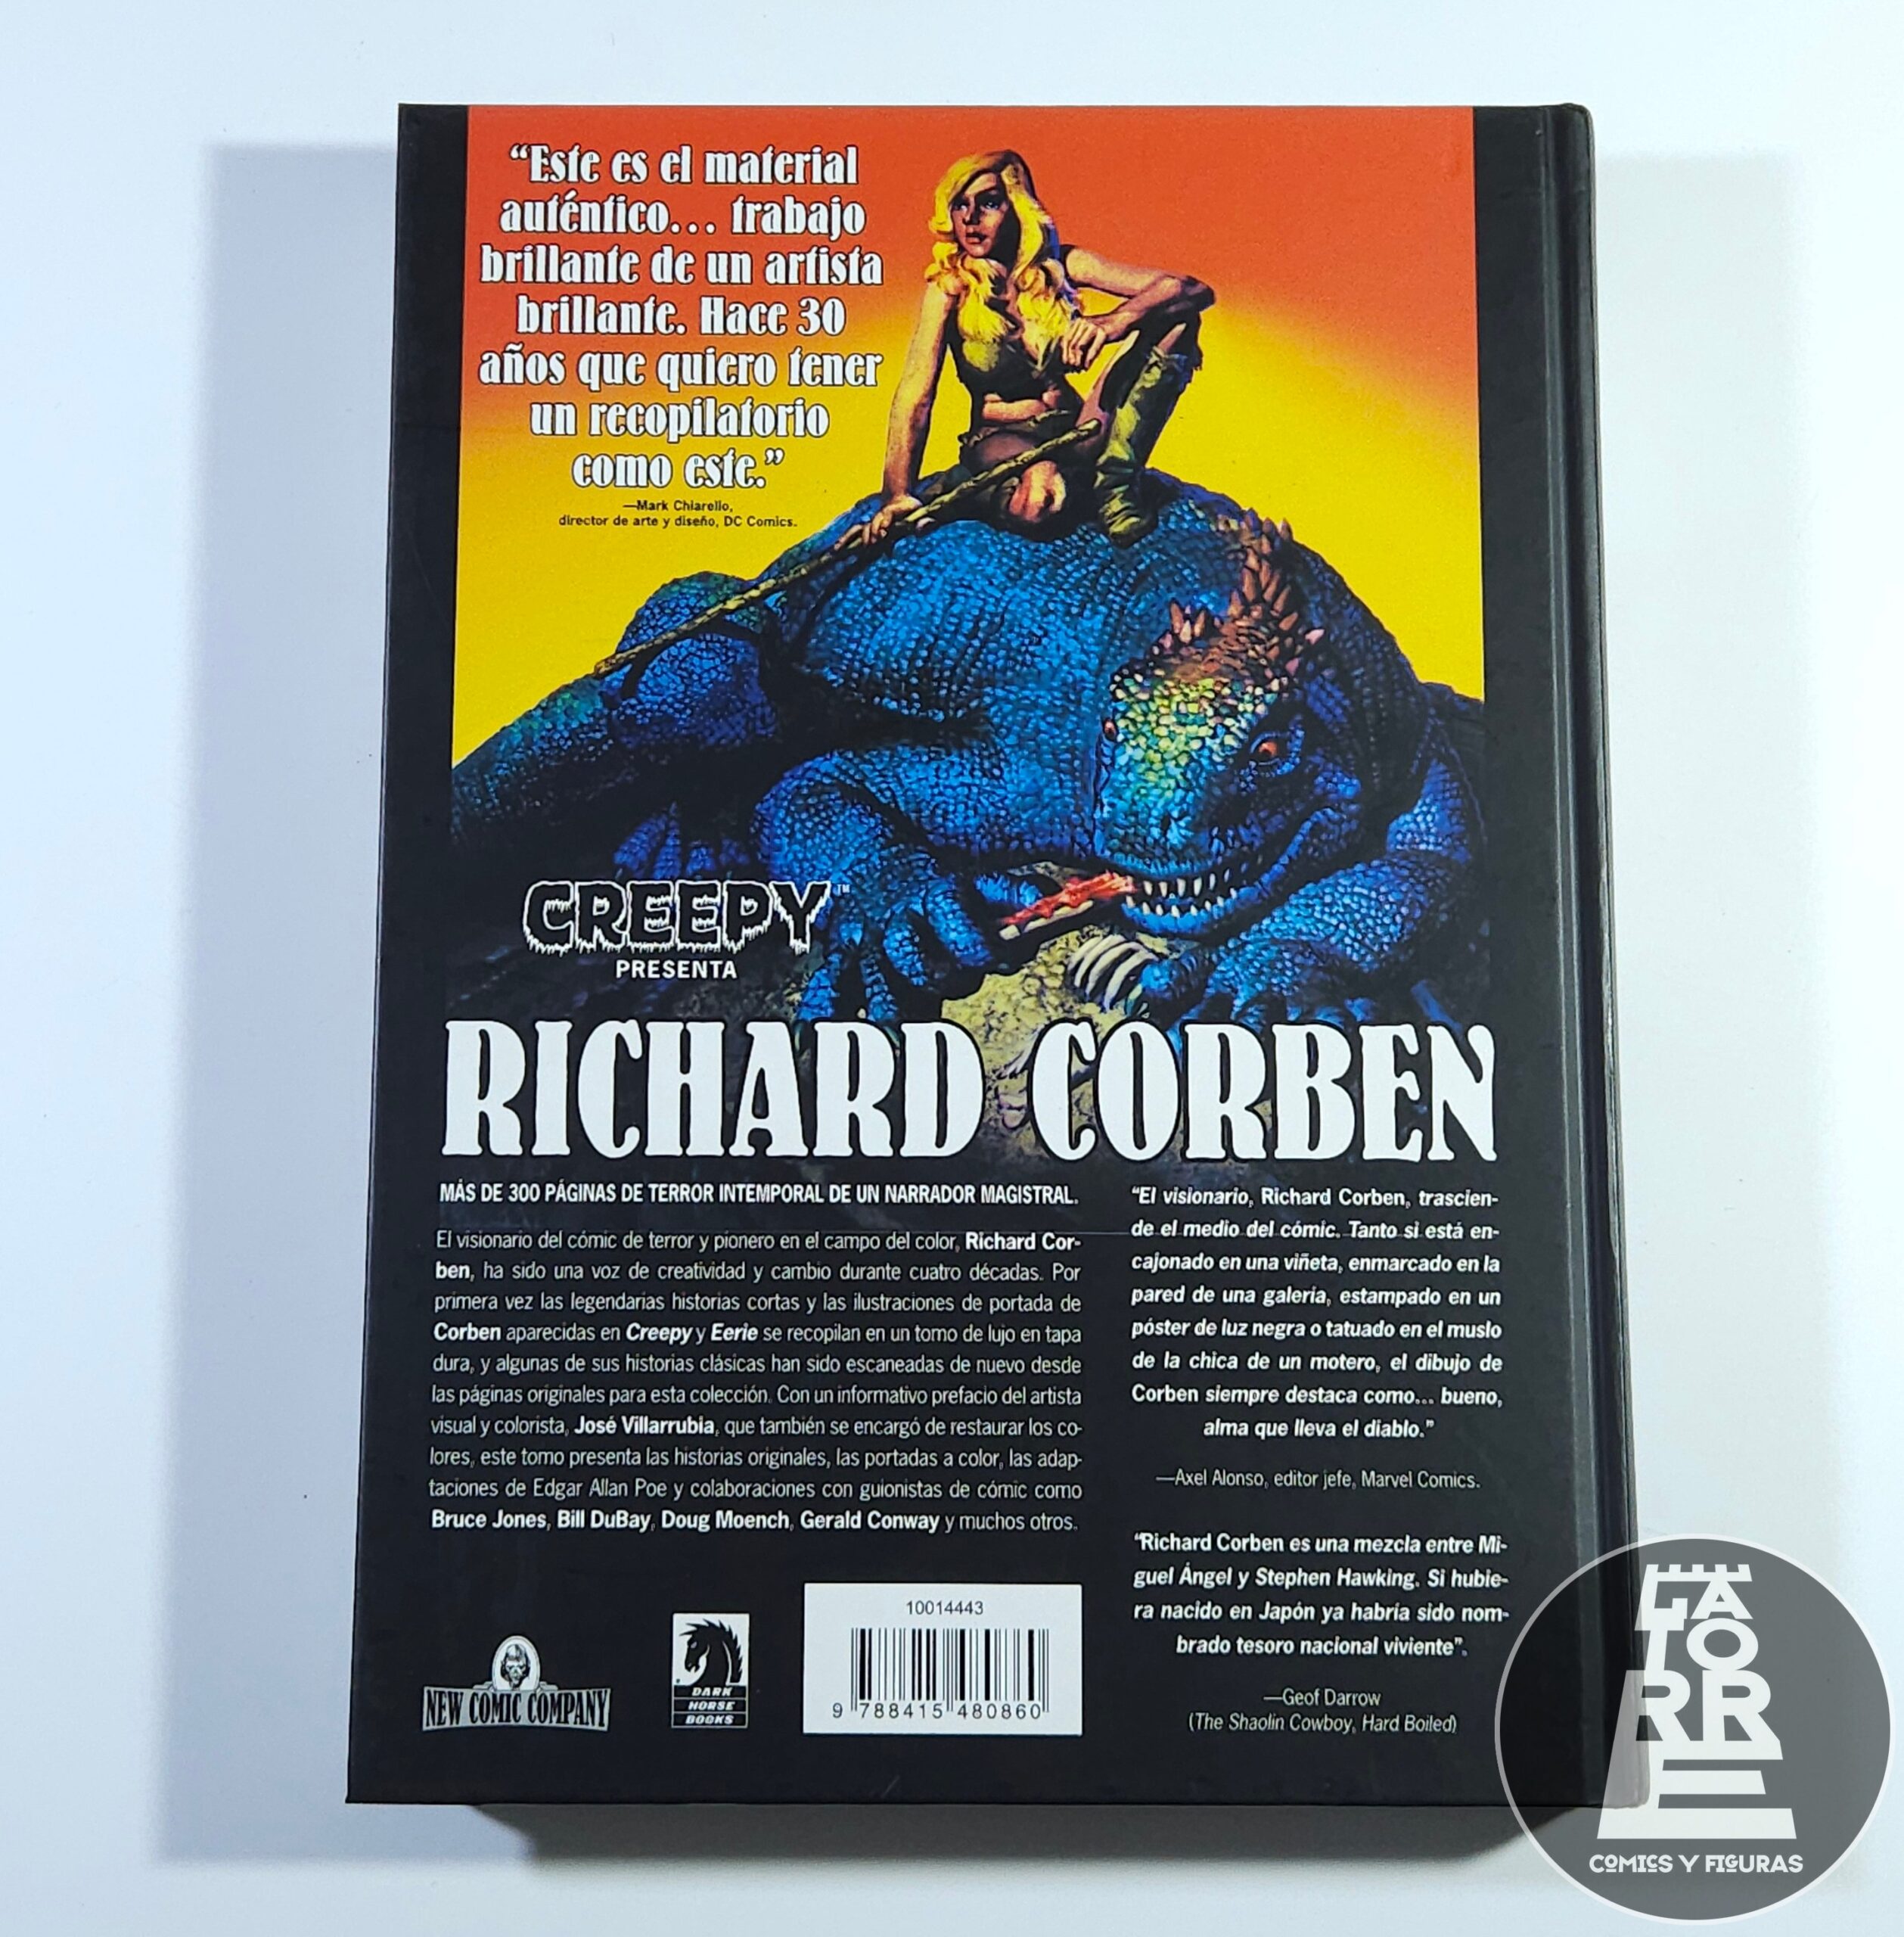 “Este es el material
auténtico... trabajo
brillante de un artista
brillante. Hace 30
años que quiero tener
un recopilatorio
como este.”
—Mark Chiarello,
director de arte y diseño, DC Comics.
CREEPY™
PRESENTA
RICHARD CORBEN
MÁS DE 300 PÁGINAS DE TERROR INTEMPORAL DE UN NARRADOR MAGISTRAL.
El visionario del cómic de terror y pionero en el campo del color, Richard Cor-
ben, ha sido una voz de creatividad y cambio durante cuatro décadas. Por
primera vez las legendarias historias cortas y las ilustraciones de portada de
Corben aparecidas en Creepy y Eerie se recopilan en un tomo de lujo en tapa
dura, y algunas de sus historias clásicas han sido escaneadas de nuevo desde
las páginas originales para esta colección. Con un informativo prefacio del artista
visual y colorista, José Villarrubia, que también se encargó de restaurar los co-
lores, este tomo presenta las historias originales, las portadas a color, las adap-
taciones de Edgar Allan Poe y colaboraciones con guionistas de cómic como
Bruce Jones, Bill DuBay, Doug Moench, Gerald Conway y muchos otros.
“El visionario, Richard Corben, trascien-
de el medio del cómic. Tanto si está en-
cajonado en una viñeta, enmarcado en la
pared de una galería, estampado en un
póster de luz negra o tatuado en el muslo
de la chica de un motero, el dibujo de
Corben siempre destaca como... bueno,
alma que lleva el diablo.”
—Axel Alonso, editor jefe, Marvel Comics.
“Richard Corben es una mezcla entre Mi-
guel Ángel y Stephen Hawking. Si hubie-
ra nacido en Japón ya habría sido nom-
brado tesoro nacional viviente”.
—Geof Darrow
(The Shaolin Cowboy, Hard Boiled)
NEW COMIC COMPANY
DARK
HORSE
BOOKS
10014443
9 788415 480860
LA
TO
RR
E
COMICS Y FIGURAS